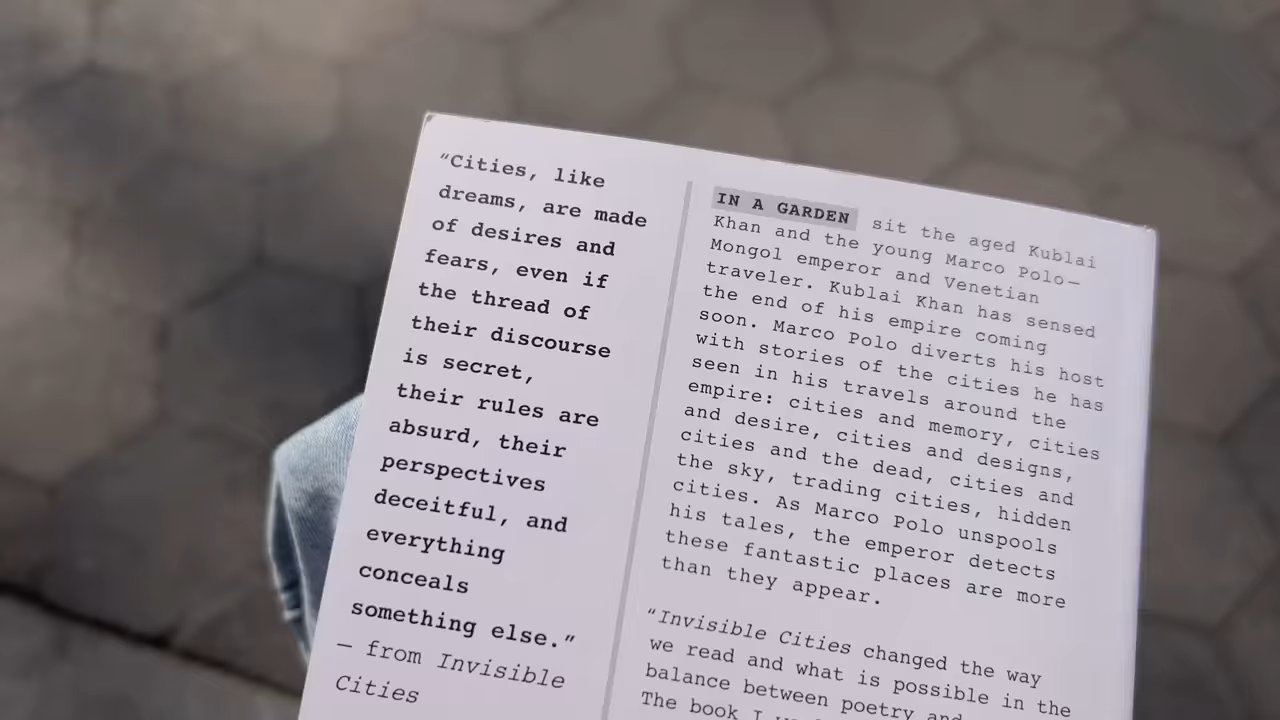 “Cities, like
dreams, are made
of desires and
fears, even if
the thread of
their discourse
is secret,
their rules are
absurd, their
perspectives
deceitful, and
everything
conceals
something else.”
— from Invisible
Cities
IN A GARDEN sit the aged Kublai
Khan and the young Marco Polo—
Mongol emperor and Venetian
traveler. Kublai Khan has sensed
the end of his empire coming
soon. Marco Polo diverts his host
with stories of the cities he has
seen in his travels around the
empire: cities and memory, cities
and desire, cities and designs,
cities and the dead, cities and
the sky, trading cities, hidden
cities. As Marco Polo unspools
his tales, the emperor detects
these fantastic places are more
than they appear.
“Invisible Cities changed the way
we read and what is possible in the
balance between poetry and
The book I